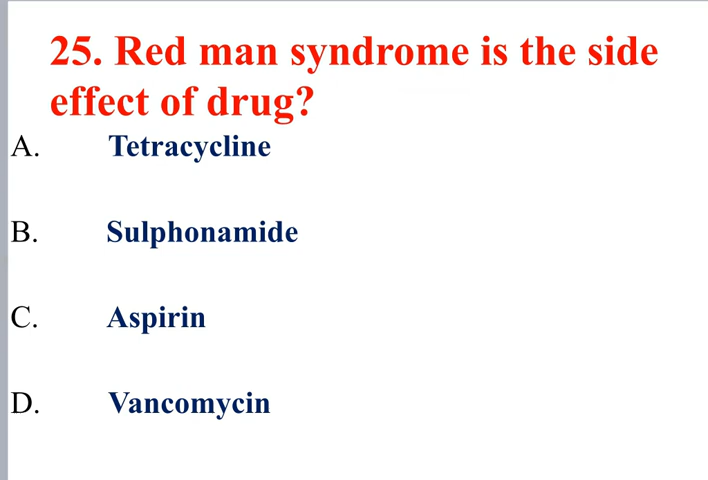 25. Red man syndrome is the side
effect of drug?
A. Tetracycline
B. Sulphonamide
C. Aspirin
D. Vancomycin